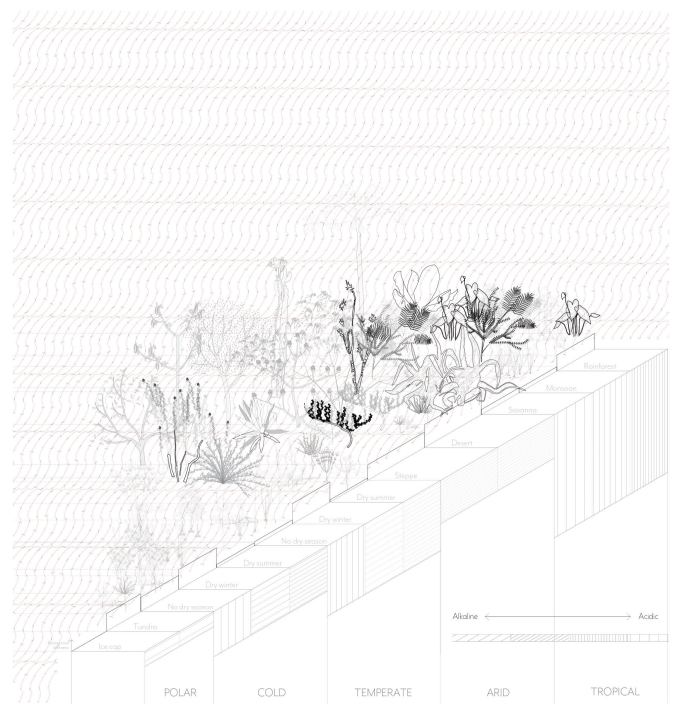 Rainforest
Monsoon
Savanna
Desert
Steppe
Dry summer
Dry winter
No dry season
Dry summer
Dry winter
No dry season
Tundra
Ice cap
Alkaline
Acidic
POLAR
COLD
TEMPERATE
ARID
TROPICAL